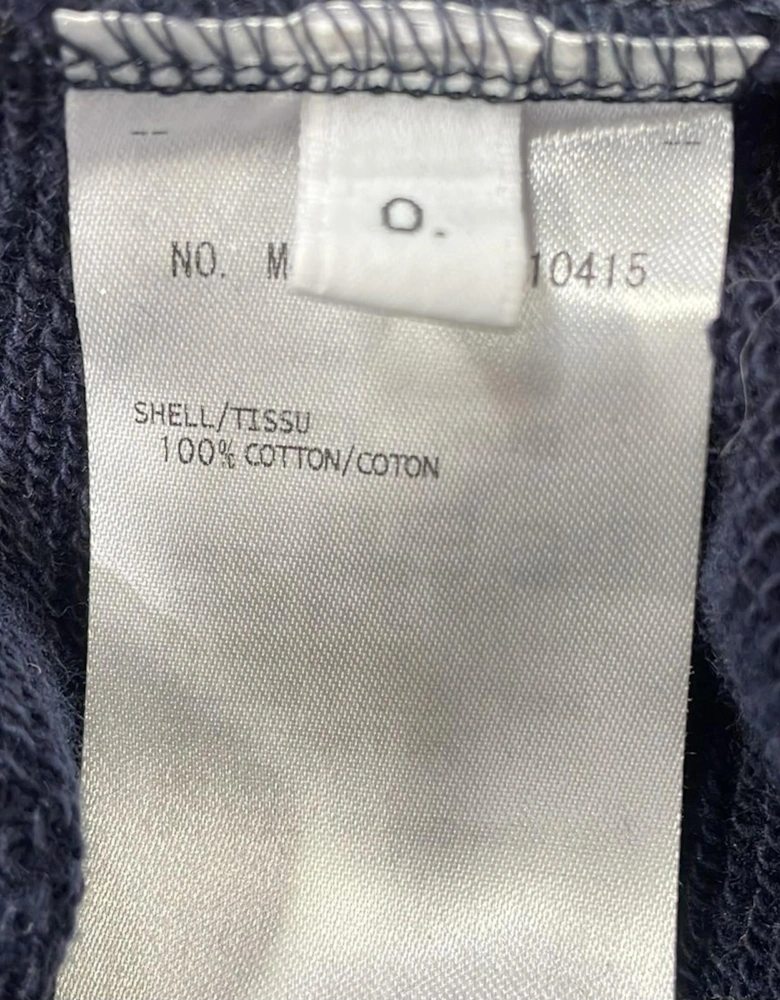 O.
NO. M 10415
SHELL/TISSU
100% COTTON/COTON